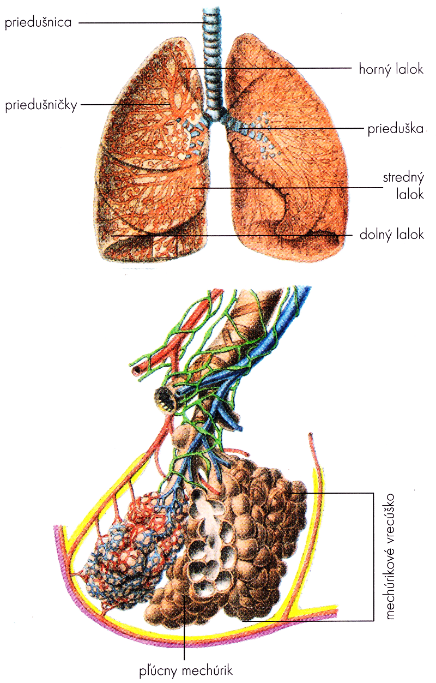 priedušnica
horný lalok
priedušničky
prieduška
stredný
lalok
dolný lalok
mechúrikové vrecúško
pľúcny mechúrik